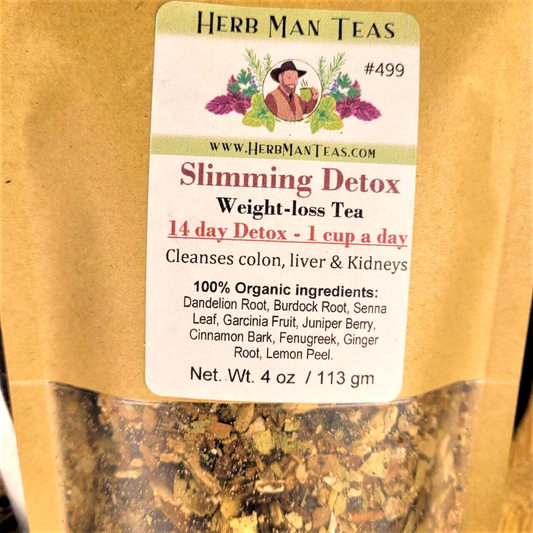 Herb Man Teas
#499
www.HerbManTeas.com
Slimming Detox
Weight-loss Tea
14 day Detox - 1 cup a day
Cleanses colon, liver & Kidneys
100% Organic ingredients:
Dandelion Root, Burdock Root, Senna
Leaf, Garcinia Fruit, Juniper Berry,
Cinnamon Bark, Fenugreek, Ginger
Root, Lemon Peel.
Net. Wt. 4 oz / 113 gm